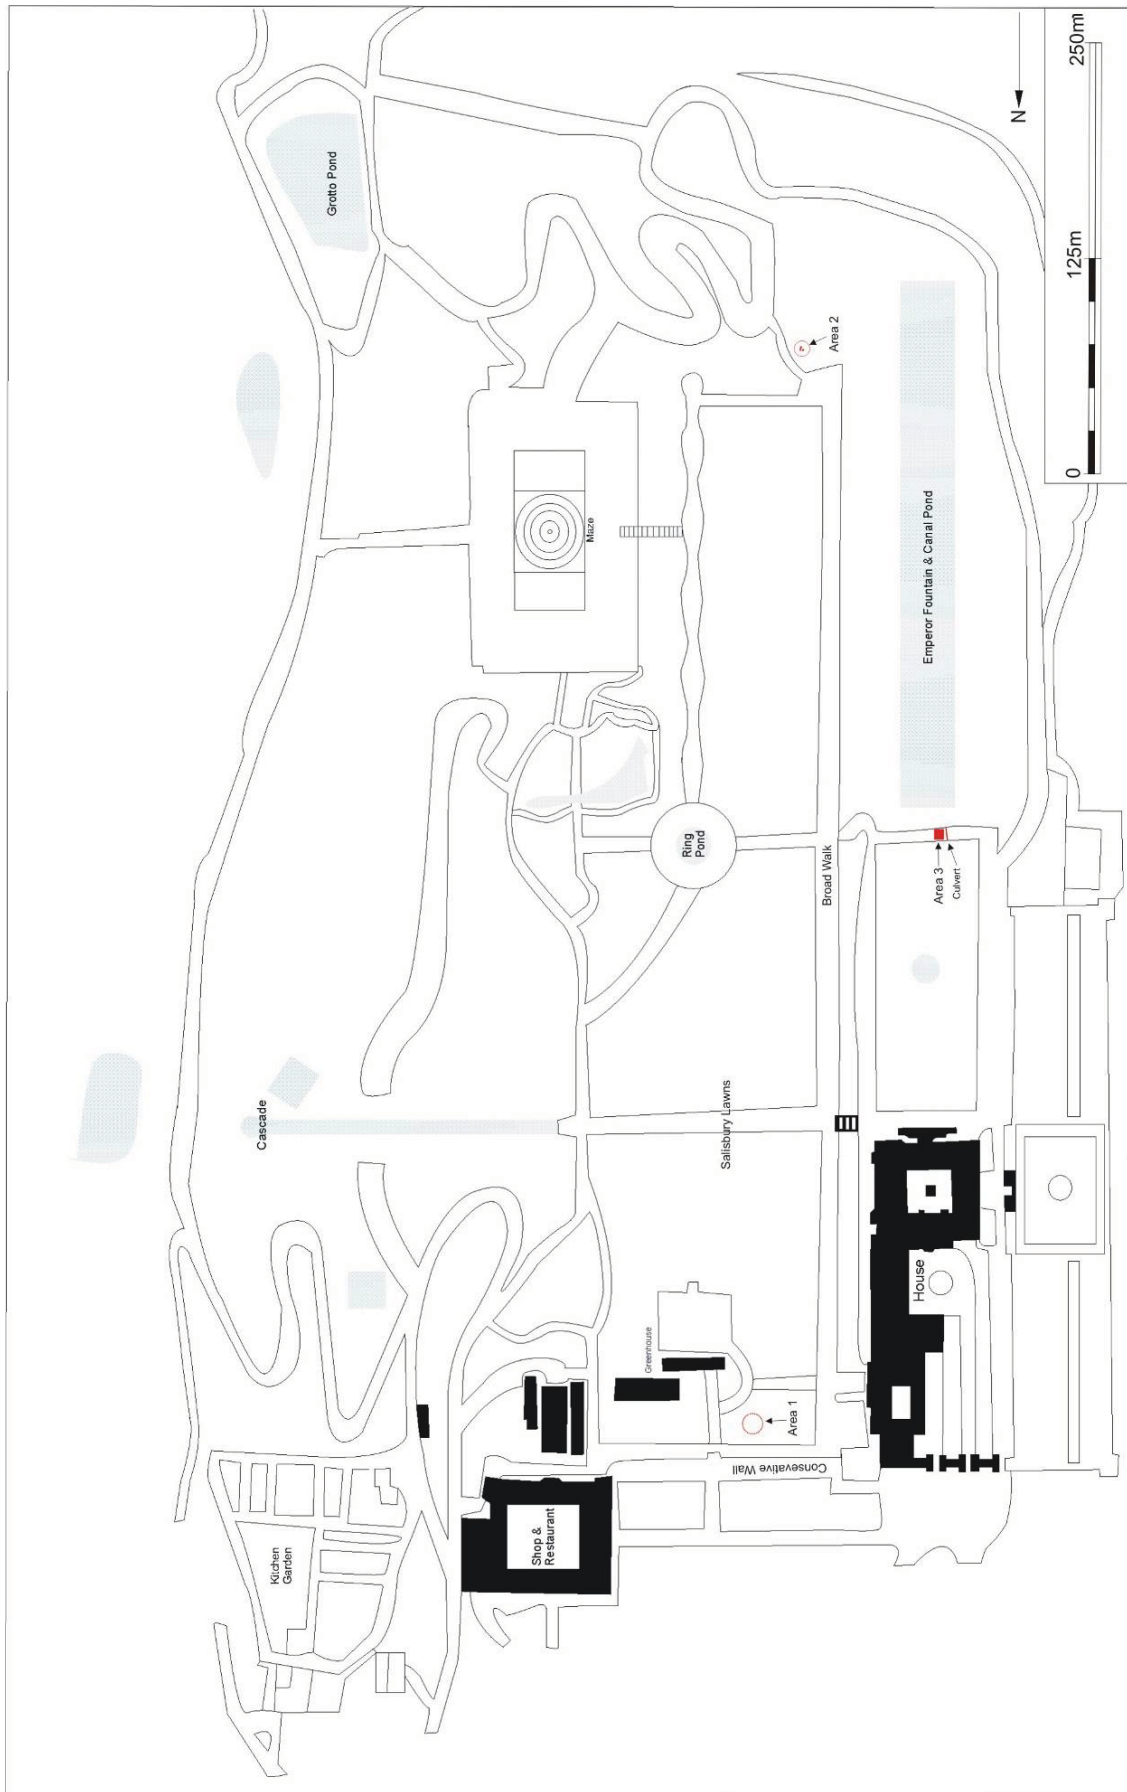 Grotto Pond
N
250m
125m
0
Area 2
Maze
Emperor Fountain & Canal Pond
Ring
Pond
Broad Walk
Area 3
Culvert
Cascade
Salisbury Lawns
House
Greenhouse
Area 1
Consevative Wall
Shop &
Restaurant
Kitchen
Garden